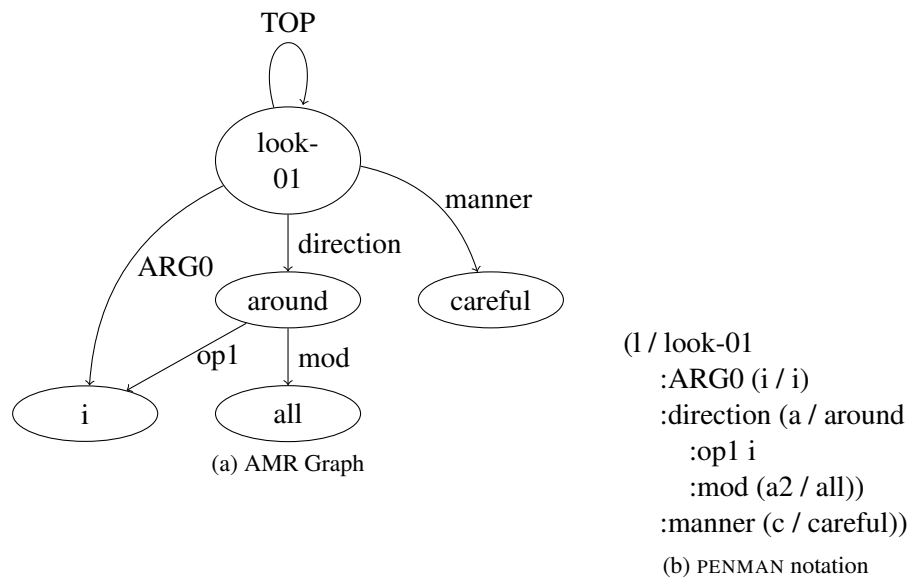 TOP
look-
01
manner
direction
ARG0
around
careful
op1
mod
i
all
(a) AMR Graph
(l / look-01
:ARG0 (i / i)
:direction (a / around
:op1 i
:mod (a2 / all))
:manner (c / careful))
(b) PENMAN notation